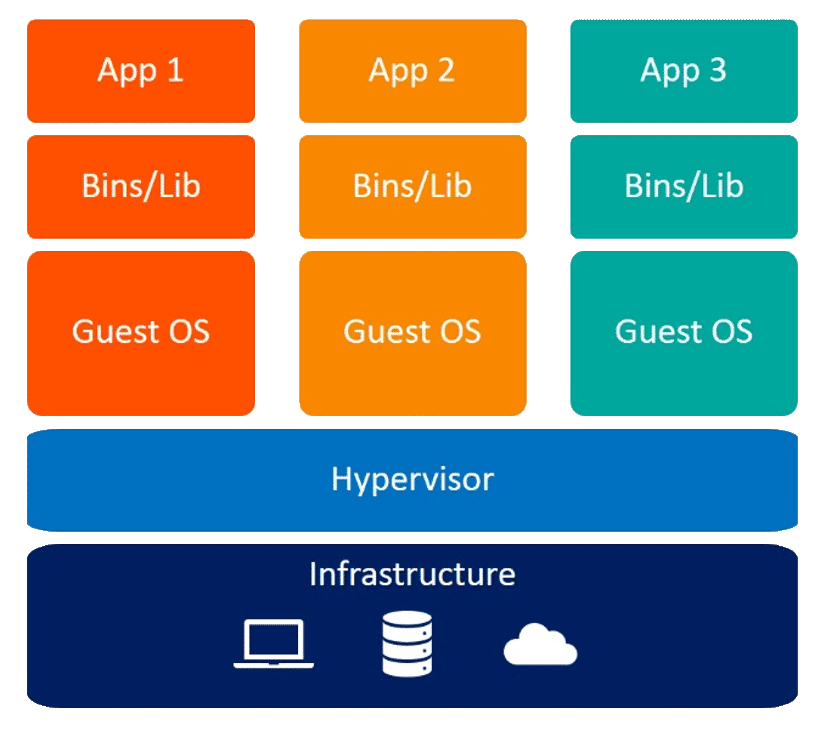 App 1
App 2
App 3
Bins/Lib
Bins/Lib
Bins/Lib
Guest OS
Guest OS
Guest OS
Hypervisor
Infrastructure